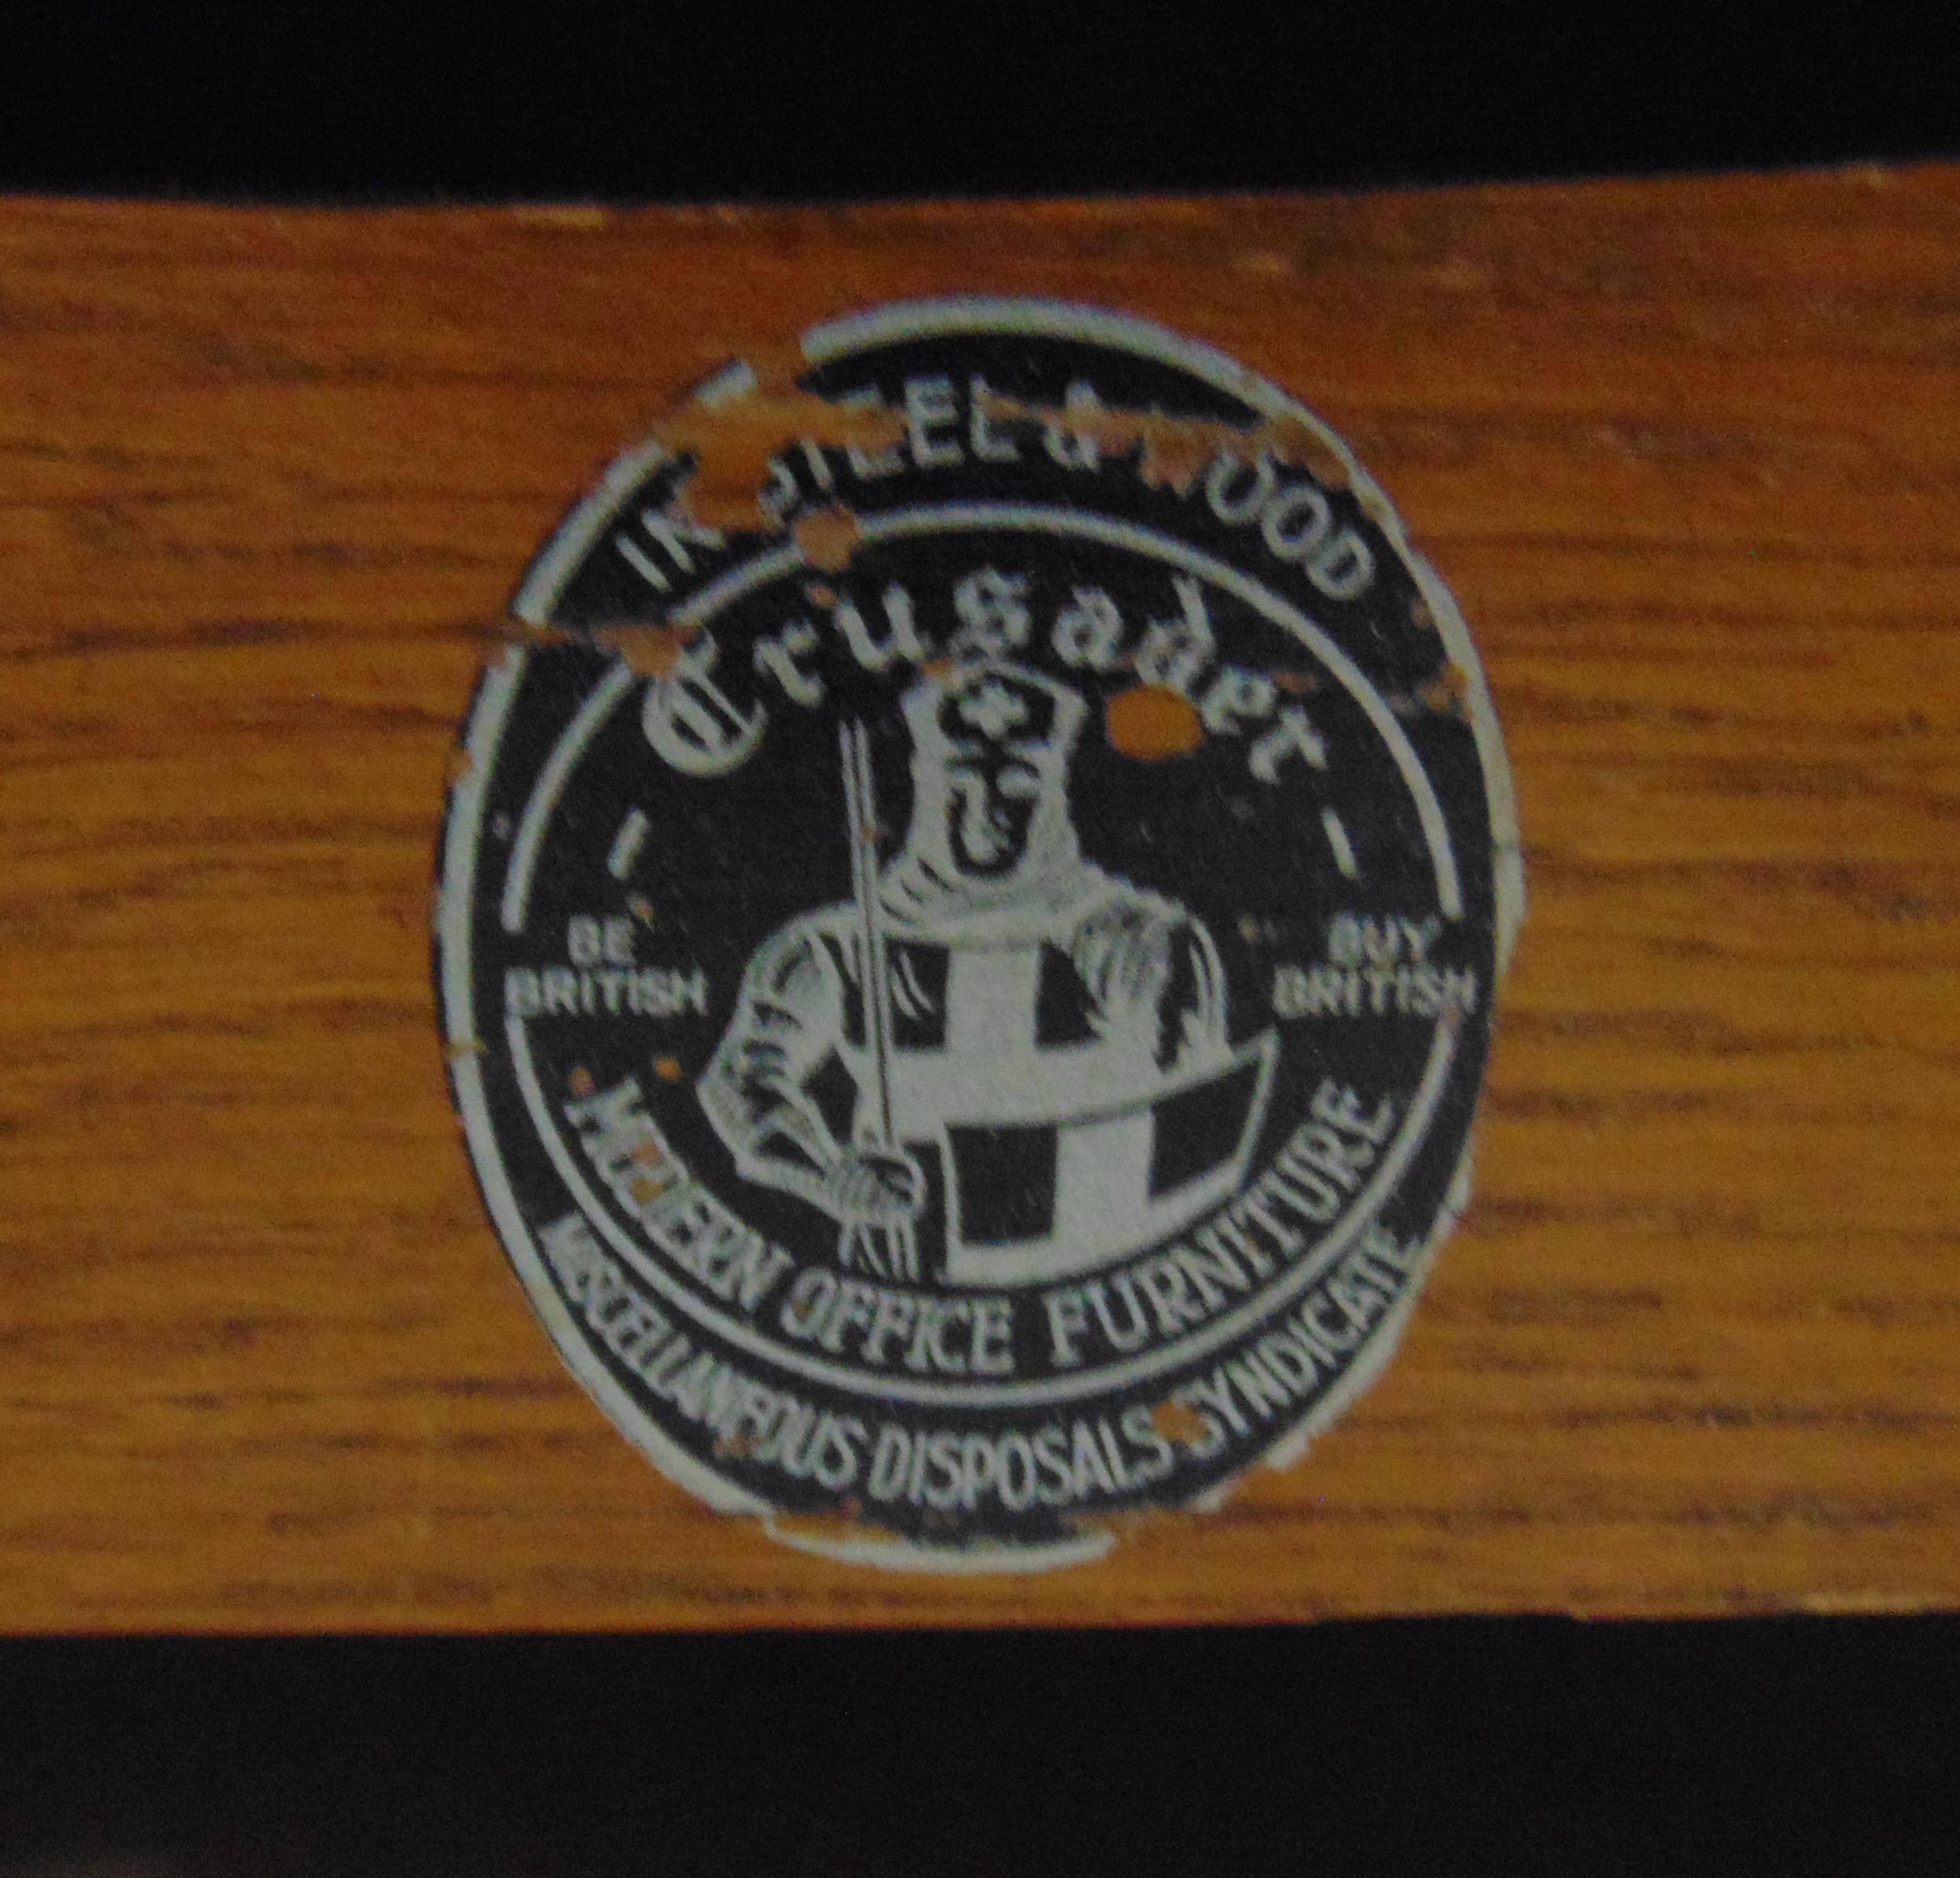 IN STEEL & WOOD
Crusader
BE
BRITISH
BUY
BRITISH
MODERN OFFICE FURNITURE
MISCELLANEOUS DISPOSALS SYNDICATE